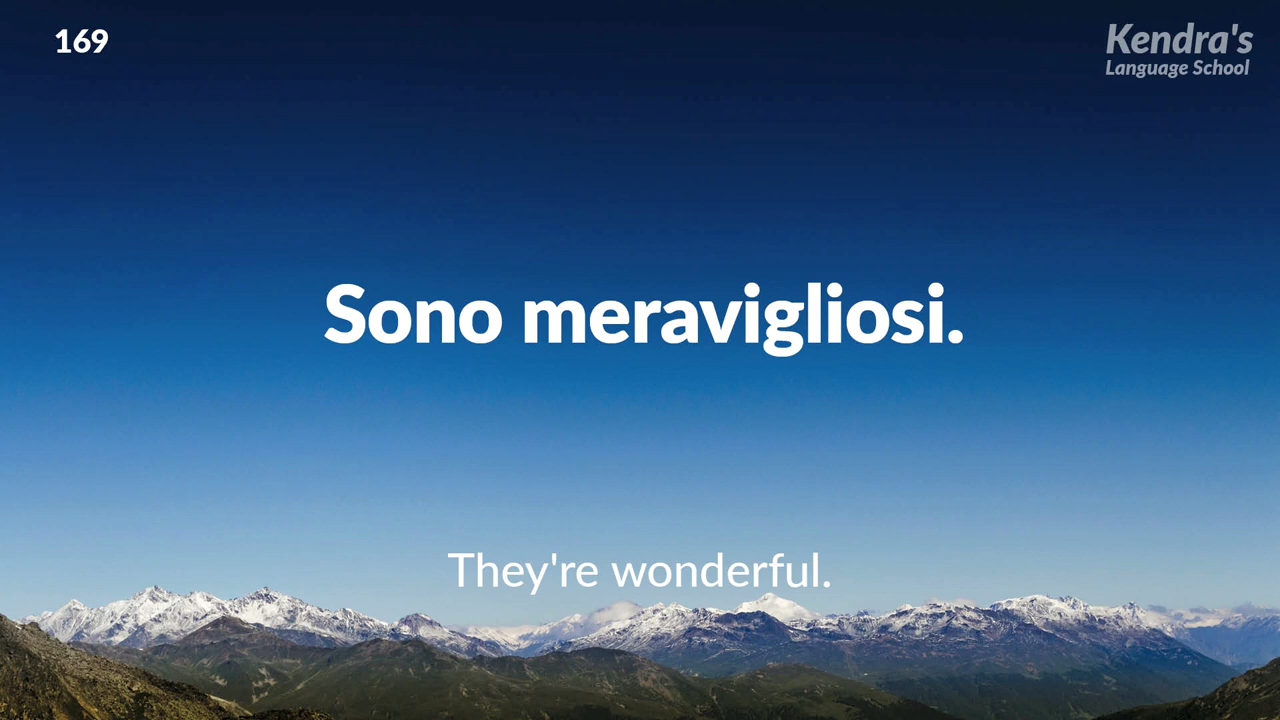 169
Kendra's
Language School
Sono meravigliosi.
They're wonderful.